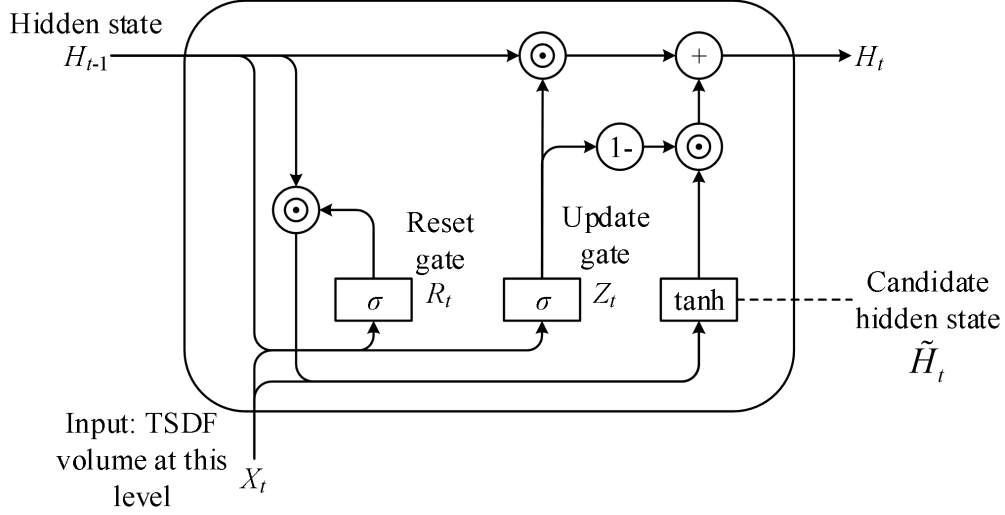 Hidden state
H_{t-1}
+
H_t
1-
Reset
gate
R_t
Update
gate
Z_t
σ
σ
tanh
Candidate
hidden state
H̃_t
Input: TSDF
volume at this
level
X_t